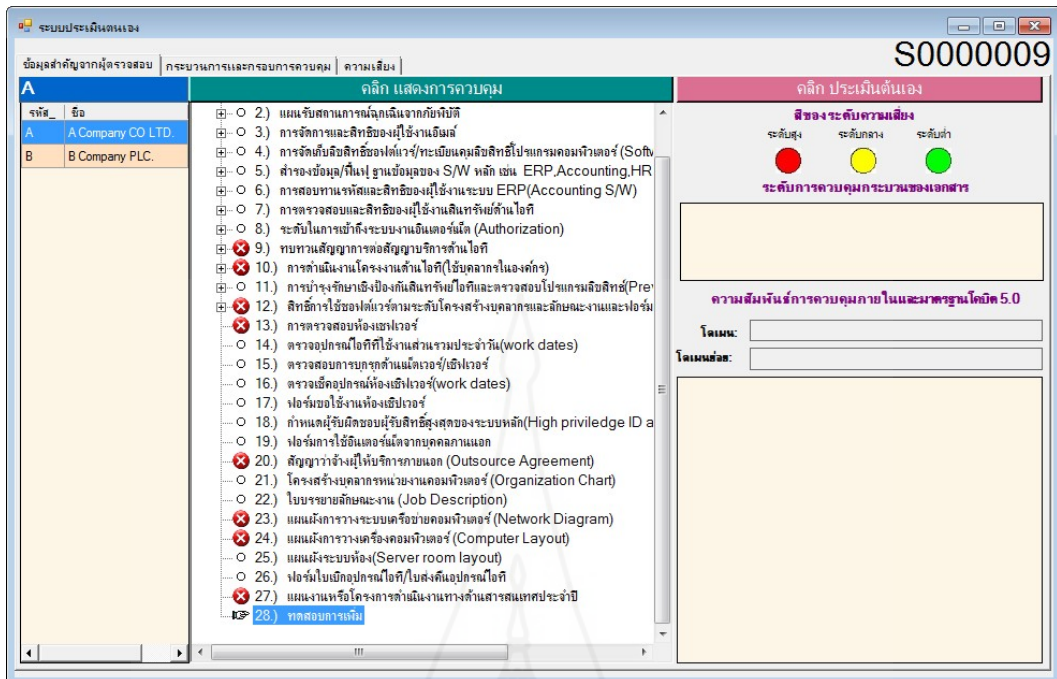 ระบบประเมินตนเอง
S0000009
ข้อมูลสำคัญจากผู้ตรวจสอบ
กระบวนการและกรอบการควบคุม
ความเสี่ยง
A
รหัส_ ชื่อ
A A Company CO LTD.
B B Company PLC.
คลิก แสดงการควบคุม
2.) แผนรับสถานการณ์ฉุกเฉินจากภัยพิบัติ
3.) การจัดการและสิทธิของผู้ใช้งานอีเมล์
4.) การจัดเก็บลิขสิทธิ์ซอฟต์แวร์/ทะเบียนคุมลิขสิทธิ์โปรแกรมคอมพิวเตอร์ (Softw
5.) สำรองข้อมูล/ฟื้นฟู ฐานข้อมูลของ S/W หลัก เช่น ERP,Accounting,HR
6.) การสอบทานรหัสและสิทธิของผู้ใช้งานระบบ ERP(Accounting S/W)
7.) การตรวจสอบและสิทธิของผู้ใช้งานสินทรัพย์ด้านไอที
8.) ระดับในการเข้าถึงระบบงานอินเตอร์เน็ต (Authorization)
9.) ทบทวนสัญญาการต่อสัญญาบริการด้านไอที
10.) การดำเนินงานโครงงานด้านไอที(ใช้บุคลากรในองค์กร)
11.) การบำรุงรักษาเชิงป้องกันสินทรัพย์ไอทีและตรวจสอบโปรแกรมลิขสิทธ์(Prev
12.) สิทธิ์การใช้ซอฟต์แวร์ตามระดับโครงสร้างบุคลากรและลักษณะงานและฟอร์ม
13.) การตรวจสอบห้องเซฟเวอร์
14.) ตรวจอุปกรณ์ไอทีที่ใช้งานส่วนรวมประจำวัน(work dates)
15.) ตรวจสอบการบุกรุกด้านเน็ตเวอร์/เซิฟเวอร์
16.) ตรวจเช็คอุปกรณ์ห้องเซิฟเวอร์(work dates)
17.) ฟอร์มขอใช้งานห้องเซิปเวอร์
18.) กำหนดผู้รับผิดชอบผู้รับสิทธิ์สูงสุดของระบบหลัก(High priviledge ID a
19.) ฟอร์มการใช้อินเตอร์เน็ตจากบุคคลภานนอก
20.) สัญญาว่าจ้างผู้ให้บริการภายนอก (Outsource Agreement)
21.) โครงสร้างบุคลากรหน่วยงานคอมพิวเตอร์ (Organization Chart)
22.) ใบบรรยายลักษณะงาน (Job Description)
23.) แผนผังการวางระบบเครือข่ายคอมพิวเตอร์ (Network Diagram)
24.) แผนผังการวางเครื่องคอมพิวเตอร์ (Computer Layout)
25.) แผนผังระบบห้อง(Server room layout)
26.) ฟอร์มใบเบิกอุปกรณ์ไอที/ใบส่งคืนอุปกรณ์ไอที
27.) แผนงานหรือโครงการดำเนินงานทางด้านสารสนเทศประจำปี
28.) ทดสอบการเพิ่ม
คลิก ประเมินต้นเอง
สีของระดับความเสี่ยง
ระดับสูง ระดับกลาง ระดับต่ำ
ระดับการควบคุมกระบวนของเอกสาร
ความสัมพันธ์การควบคุมภายในและมาตรฐานโคบิต 5.0
โดเมน:
โดเมนย่อย: